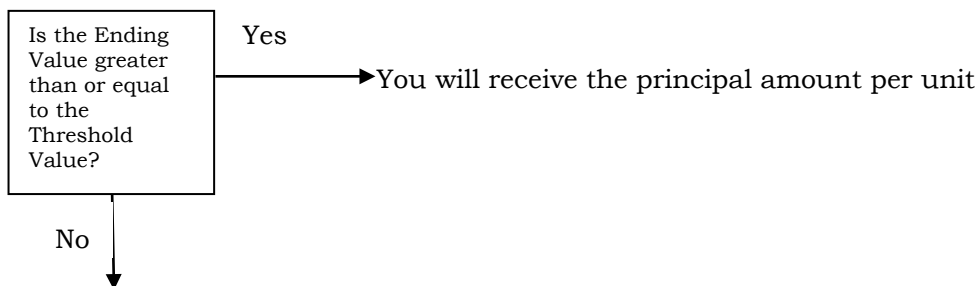 Is the Ending
Value greater
than or equal
to the
Threshold
Value?
Yes
You will receive the principal amount per unit
No